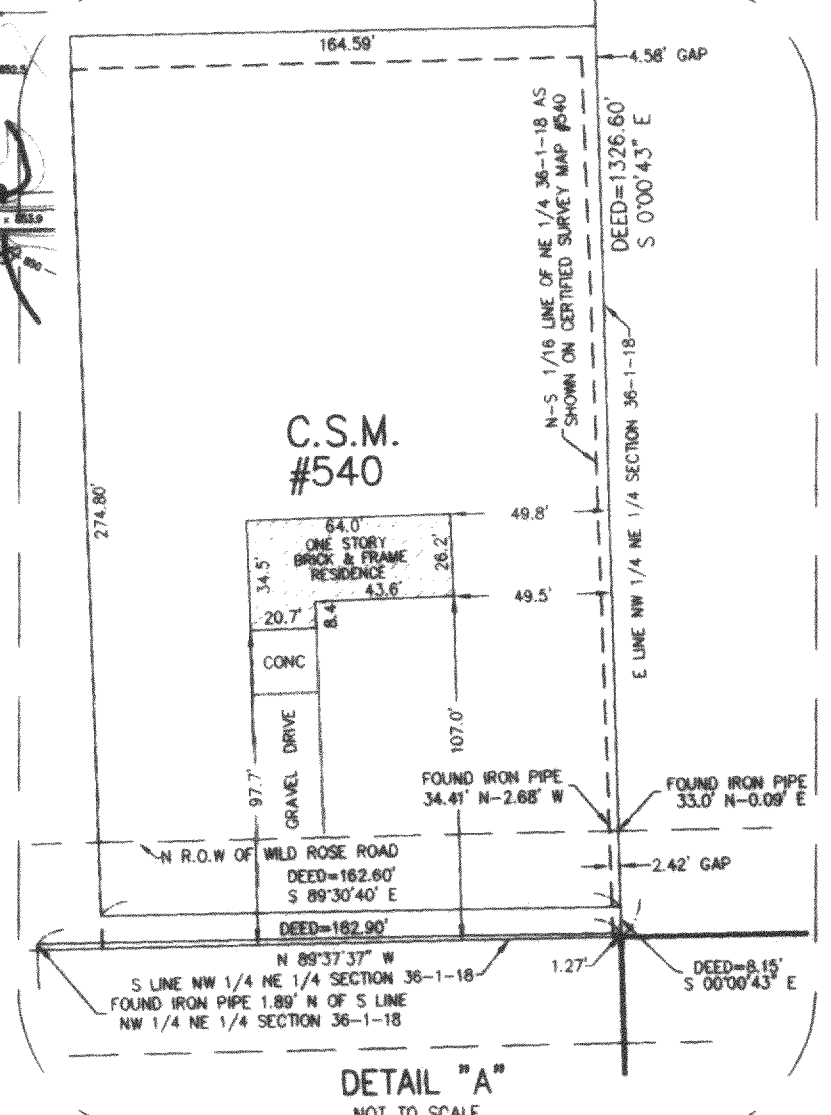 164.59'
4.58' GAP
N-S 1/16 LINE OF NE 1/4 36-1-18 AS
SHOWN ON CERTIFIED SURVEY MAP #540
DEED=1326.60'
S 0°00'43" E
E LINE NW 1/4 NE 1/4 SECTION 36-1-18
C.S.M.
#540
274.80'
64.0'
ONE STORY
BRICK & FRAME
RESIDENCE
34.5'
26.2'
43.6'
20.7'
8.4'
49.8'
49.5'
CONC
GRAVEL DRIVE
97.7'
107.0'
FOUND IRON PIPE
34.41' N-2.68' W
FOUND IRON PIPE
33.0' N-0.09' E
N R.O.W OF WILD ROSE ROAD
DEED=162.60'
S 89°30'40" E
2.42' GAP
DEED=162.90'
N 89°37'37" W
S LINE NW 1/4 NE 1/4 SECTION 36-1-18
1.27'
DEED=8.15'
S 00°00'43" E
FOUND IRON PIPE 1.89' N OF S LINE
NW 1/4 NE 1/4 SECTION 36-1-18
DETAIL "A"
NOT TO SCALE